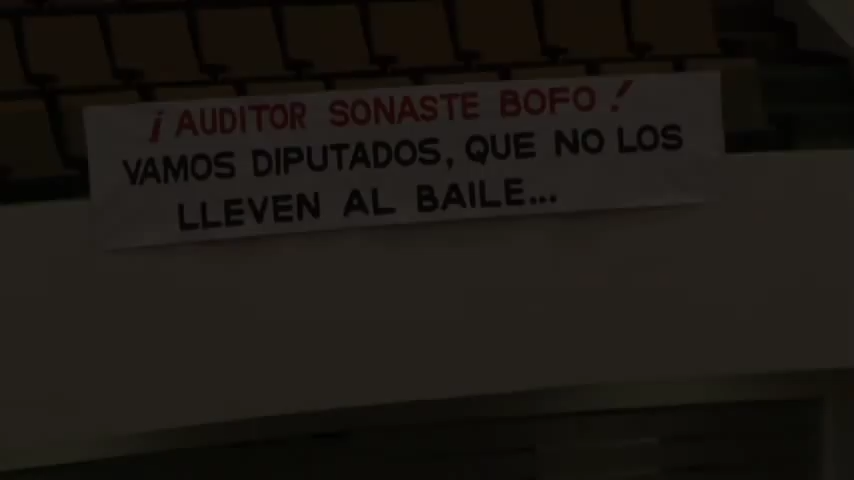 ¡ AUDITOR SONASTE BOFO !
VAMOS DIPUTADOS, QUE NO LOS
LLEVEN AL BAILE...